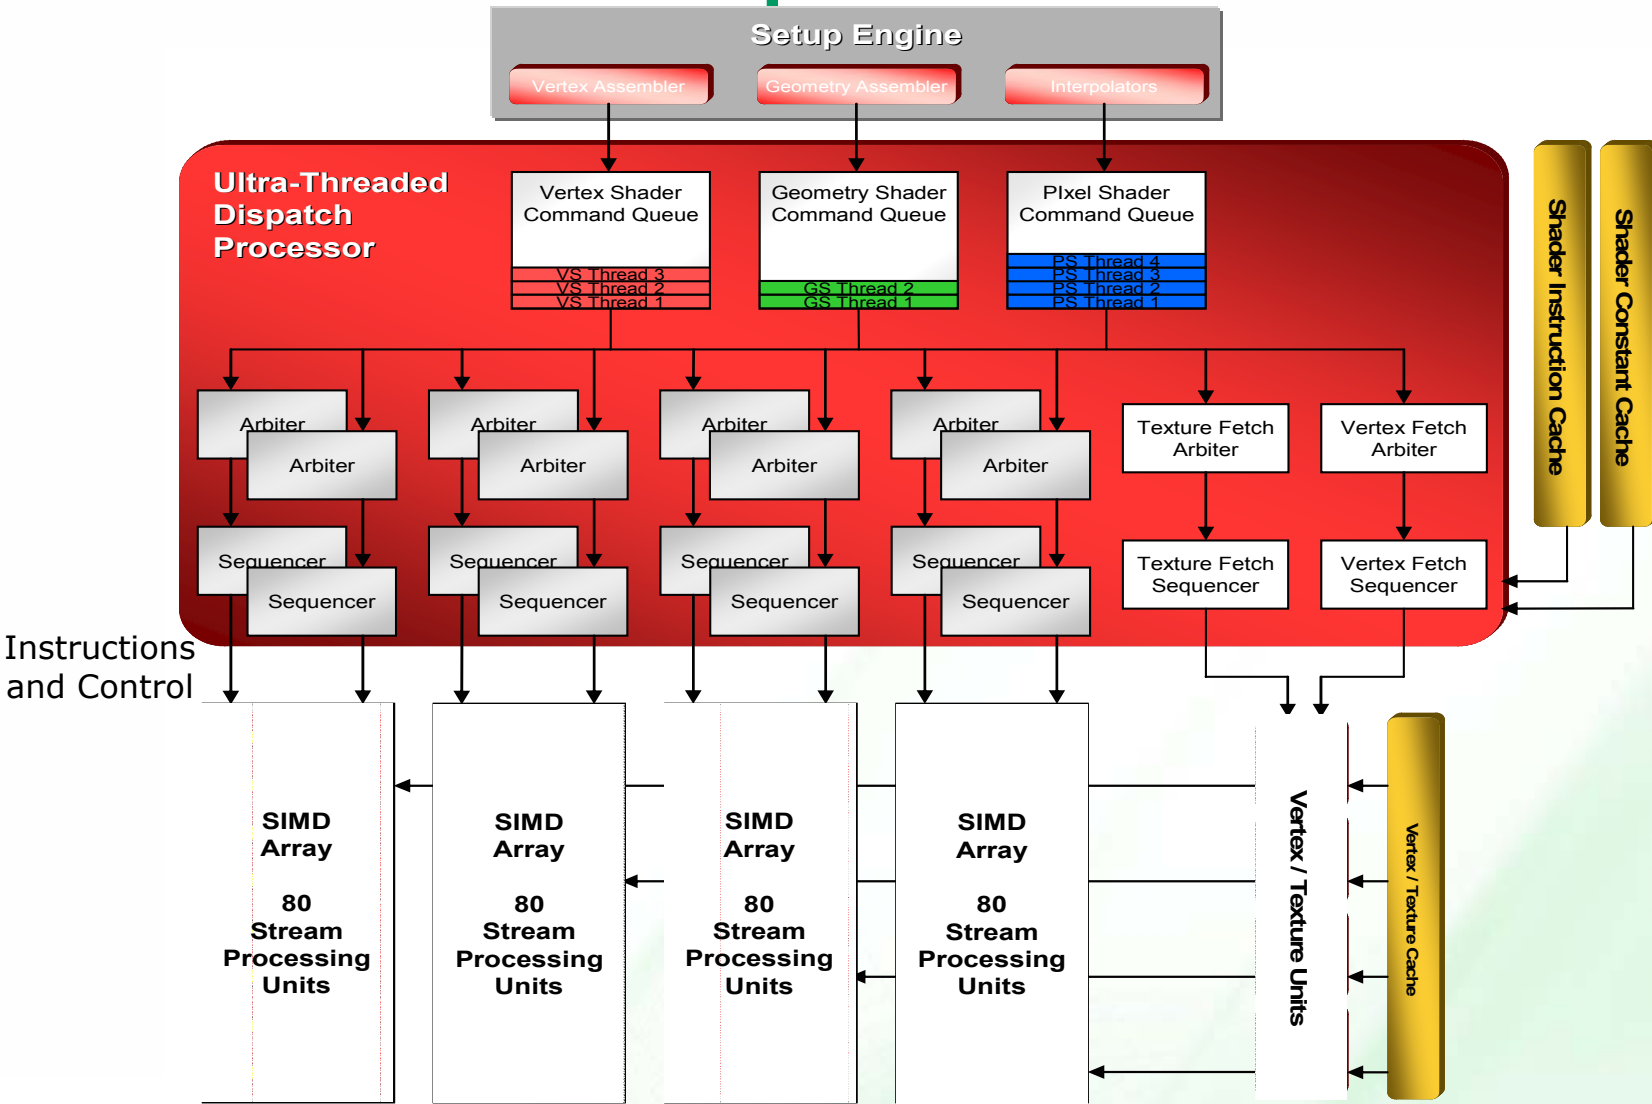 Setup Engine
Vertex Assembler
Geometry Assembler
Interpolators
Ultra-Threaded
Dispatch
Processor
Vertex Shader
Command Queue
VS Thread 3
VS Thread 2
VS Thread 1
Geometry Shader
Command Queue
GS Thread 2
GS Thread 1
PIxel Shader
Command Queue
PS Thread 4
PS Thread 3
PS Thread 2
PS Thread 1
Shader Instruction Cache
Shader Constant Cache
Arbiter
Arbiter
Arbiter
Arbiter
Arbiter
Arbiter
Arbiter
Arbiter
Texture Fetch
Arbiter
Vertex Fetch
Arbiter
Sequencer
Sequencer
Sequencer
Sequencer
Sequencer
Sequencer
Sequencer
Sequencer
Texture Fetch
Sequencer
Vertex Fetch
Sequencer
Instructions
and Control
SIMD
Array
80
Stream
Processing
Units
SIMD
Array
80
Stream
Processing
Units
SIMD
Array
80
Stream
Processing
Units
SIMD
Array
80
Stream
Processing
Units
Vertex / Texture Units
Vertex / Texture Cache